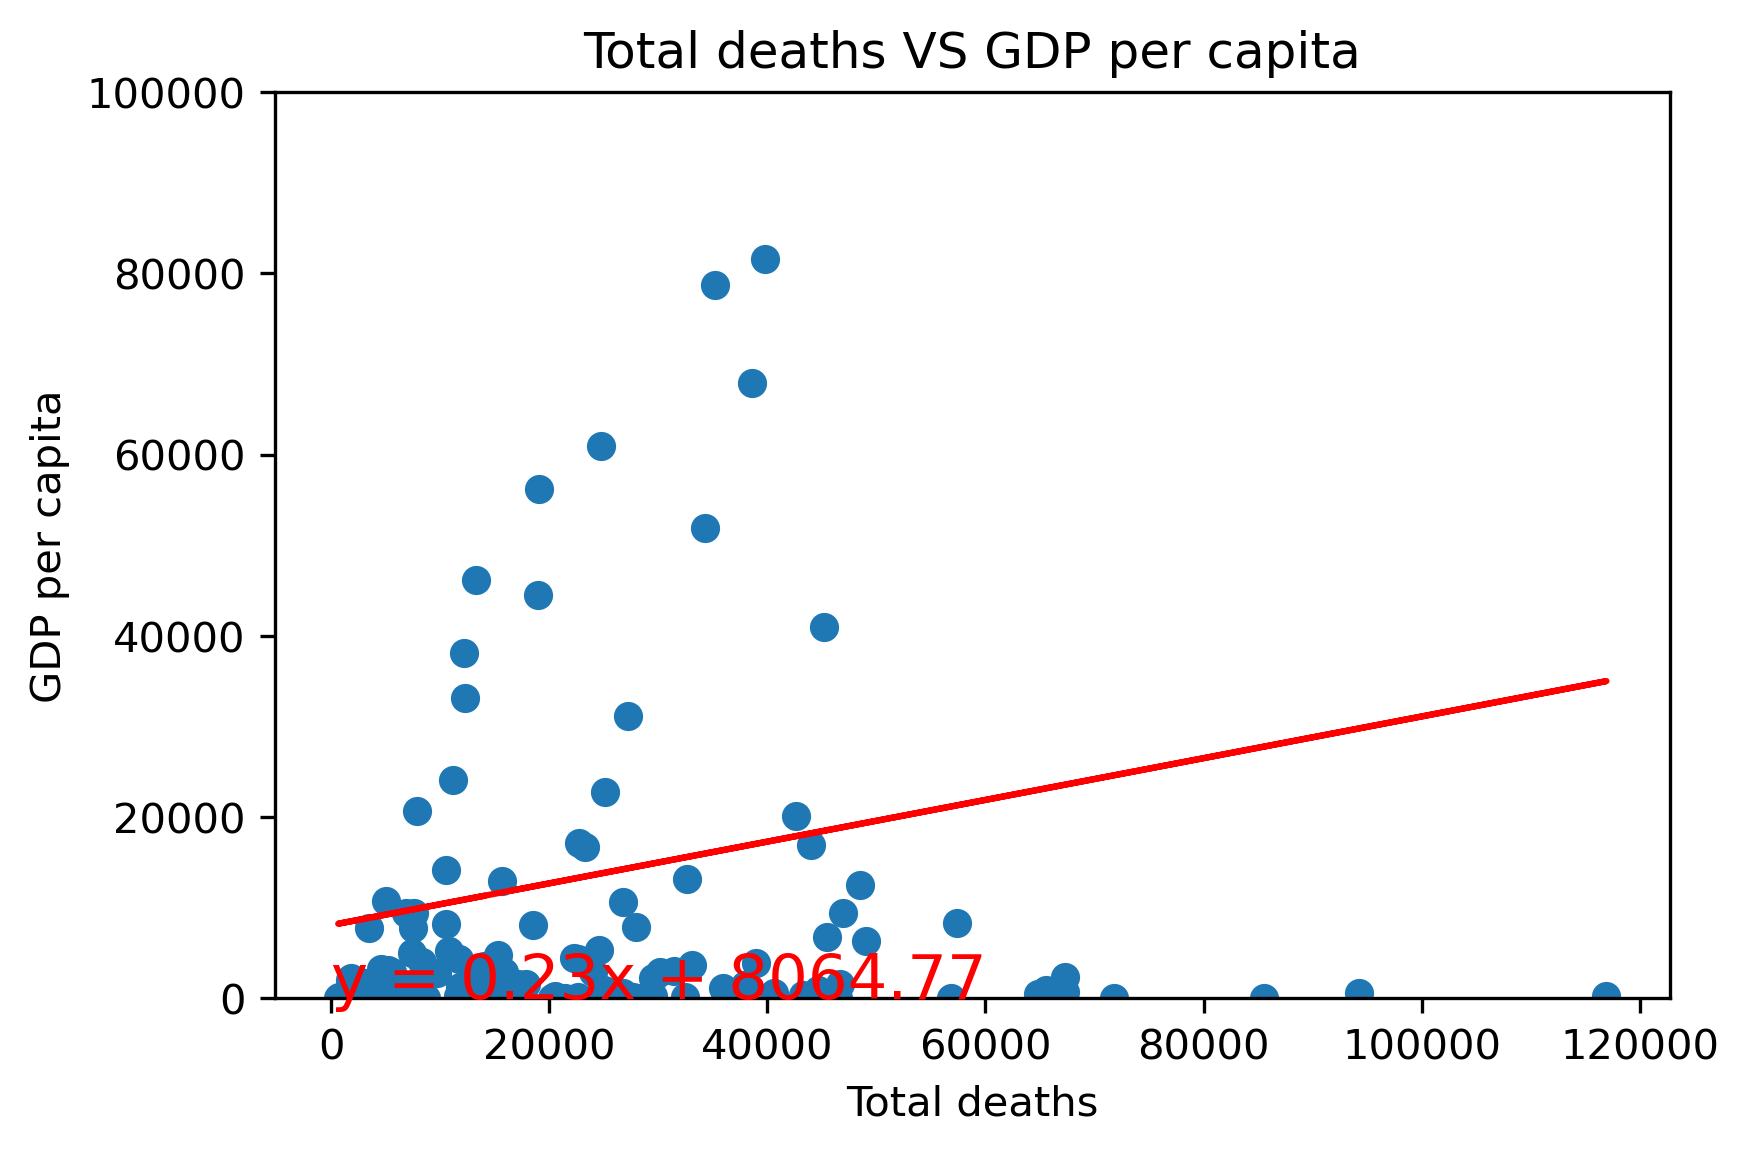 Total deaths VS GDP per capita
100000
80000
60000
40000
20000
0
GDP per capita
y = 0.23x + 8064.77
0 20000 40000 60000 80000 100000 120000
Total deaths